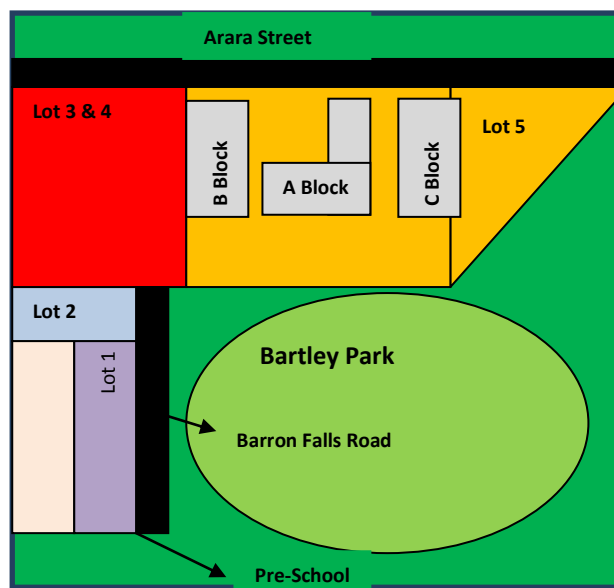 Arara Street
Lot 3 & 4
Lot 5
B Block
A Block
C Block
Lot 2
Lot 1
Bartley Park
Barron Falls Road
Pre-School